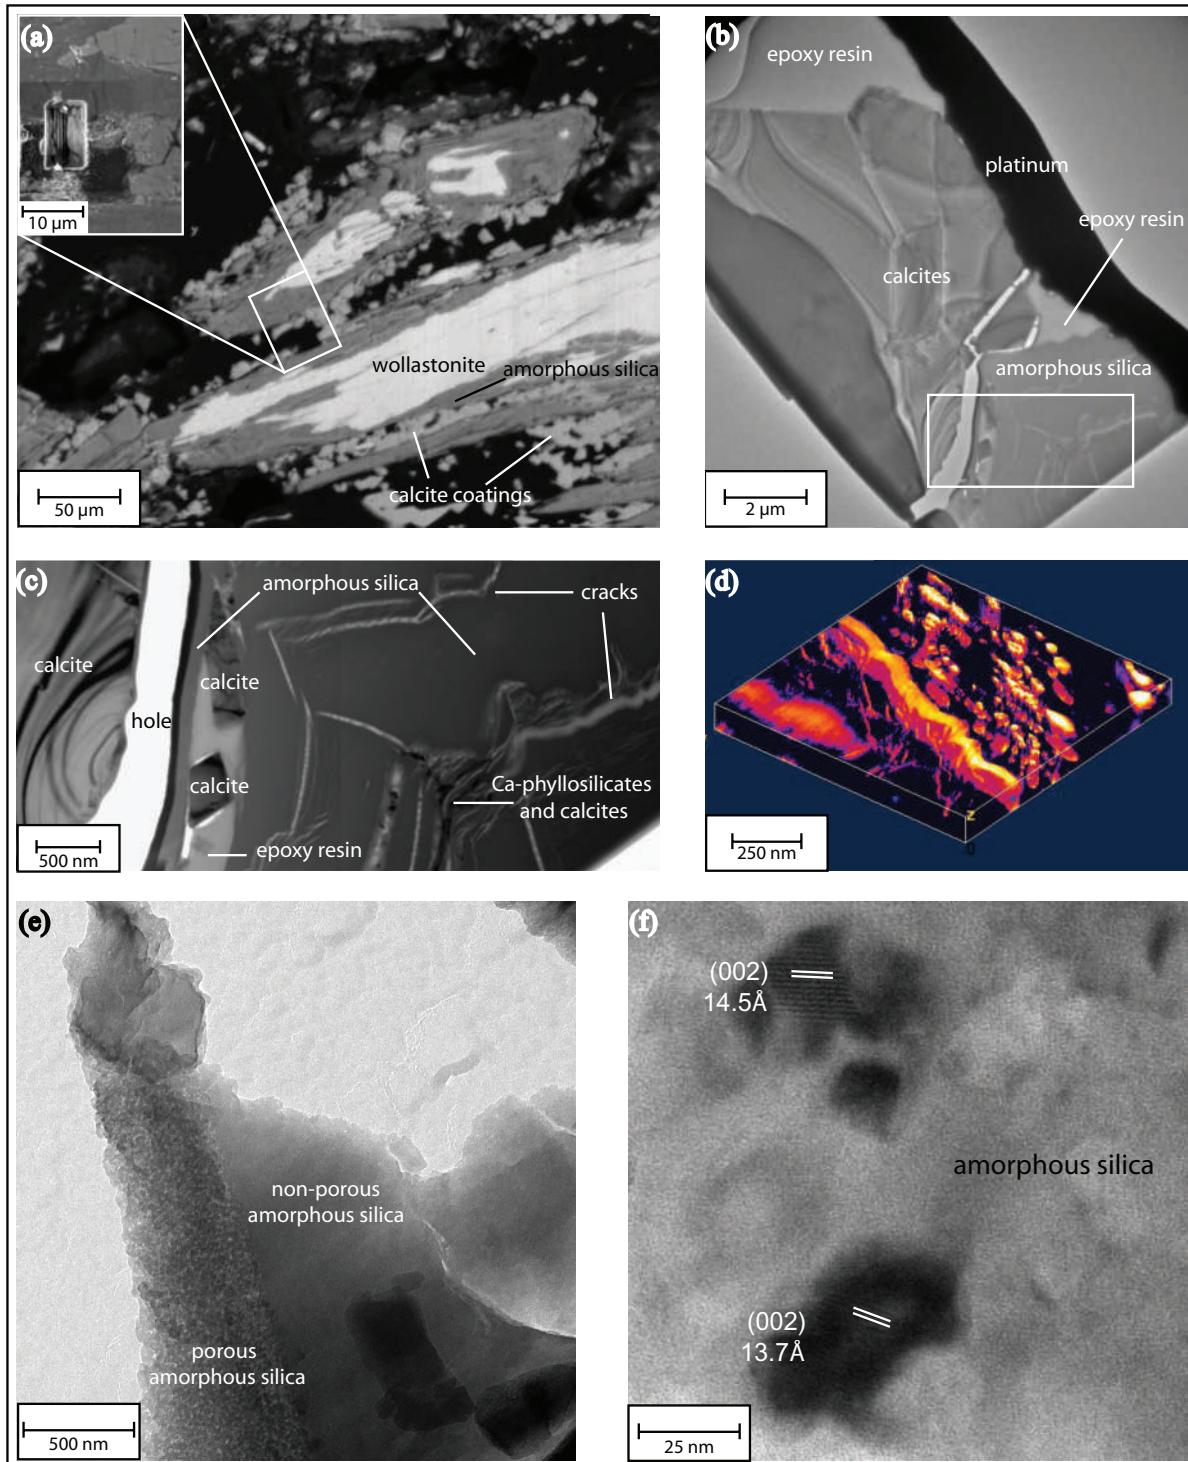 (a)
10 µm
wollastonite
amorphous silica
calcite coatings
50 µm
(b)
epoxy resin
platinum
epoxy resin
calcites
amorphous silica
2 µm
(c)
amorphous silica
cracks
calcite
calcite
hole
calcite
Ca-phyllosilicates
and calcites
epoxy resin
500 nm
(d)
z
0
250 nm
(e)
non-porous
amorphous silica
porous
amorphous silica
500 nm
(f)
(002)
14.5Å
amorphous silica
(002)
13.7Å
25 nm